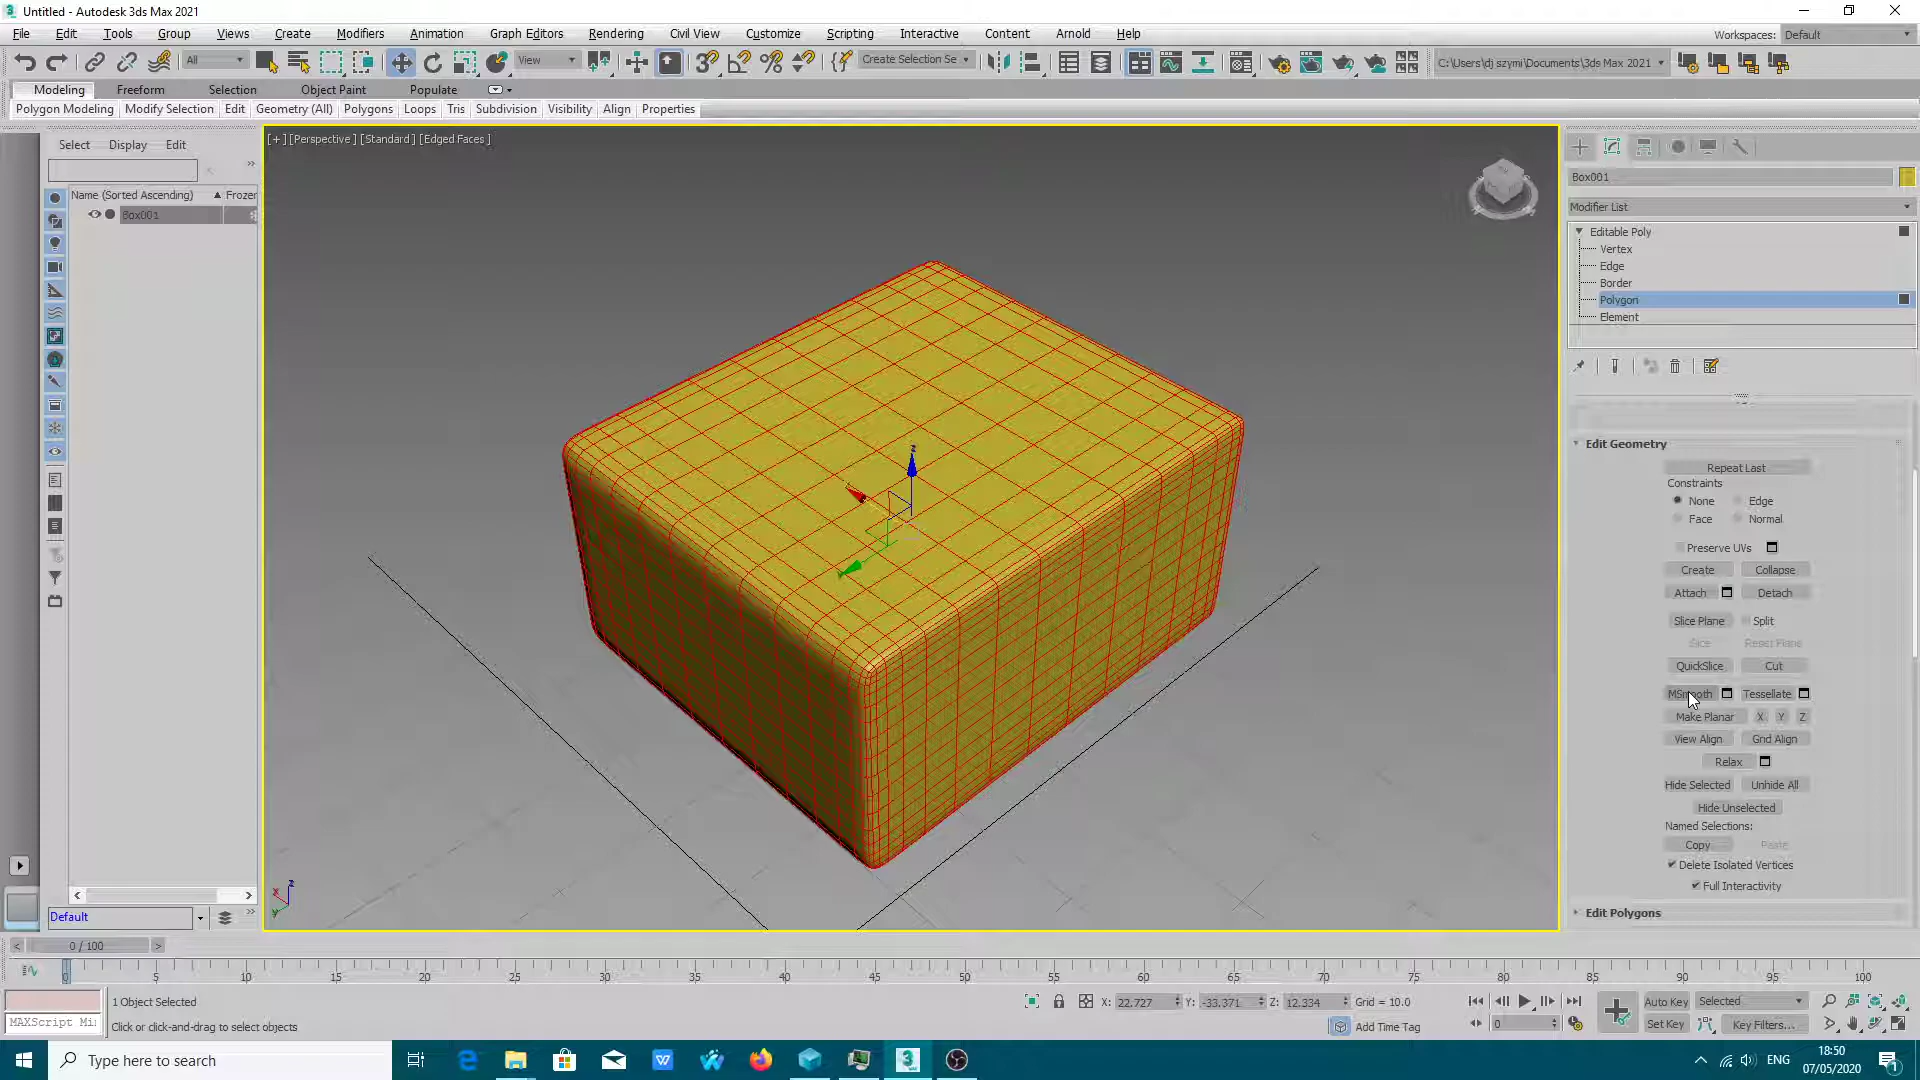 Untitled - Autodesk 3ds Max 2021
File Edit Tools Group Views Create Modifiers Animation Graph Editors Rendering Civil View Customize Scripting Interactive Content Arnold Help
Workspaces: Default
All View Create Selection Se C:\Users\dj szymi\Documents\3ds Max 2021
Modeling Freeform Selection Object Paint Populate
Polygon Modeling Modify Selection Edit Geometry (All) Polygons Loops Tris Subdivision Visibility Align Properties
Select Display Edit
Name (Sorted Ascending) Frozen
Box001
Default
[+] [Perspective] [Standard] [Edged Faces]
z
y
x
z
y
Box001
Modifier List
Editable Poly
Vertex
Edge
Border
Polygon
Element
Edit Geometry
Repeat Last
Constraints
None Edge
Face Normal
Preserve UVs
Create Collapse
Attach Detach
Slice Plane Split
Slice Reset Plane
QuickSlice Cut
MSmooth Tessellate
Make Planar X Y Z
View Align Grid Align
Relax
Hide Selected Unhide All
Hide Unselected
Named Selections:
Copy Paste
Delete Isolated Vertices
Full Interactivity
Edit Polygons
< 0 / 100 >
0 5 10 15 20 25 30 35 40 45 50 55 60 65 70 75 80 85 90 95 100
1 Object Selected
X: 22.727 Y: -33.371 Z: 12.334 Grid = 10.0
Auto Key Selected
MAXScript Mi
Click or click-and-drag to select objects
Add Time Tag
0
Set Key Key Filters...
Type here to search
ENG
18:50
07/05/2020
1